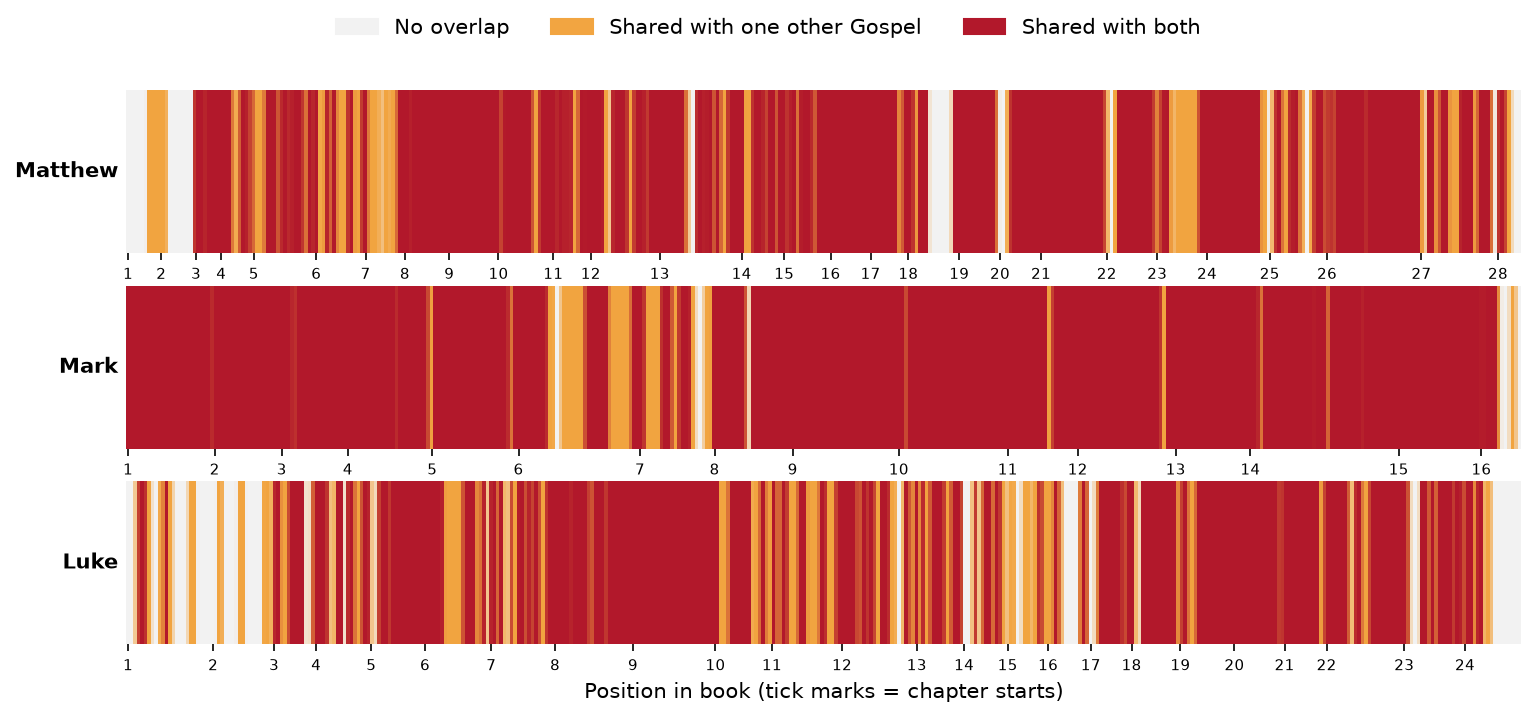 No overlap Shared with one other Gospel Shared with both
Matthew
1 2 3 4 5 6 7 8 9 10 11 12 13 14 15 16 17 18 19 20 21 22 23 24 25 26 27 28
Mark
1 2 3 4 5 6 7 8 9 10 11 12 13 14 15 16
Luke
1 2 3 4 5 6 7 8 9 10 11 12 13 14 15 16 17 18 19 20 21 22 23 24
Position in book (tick marks = chapter starts)